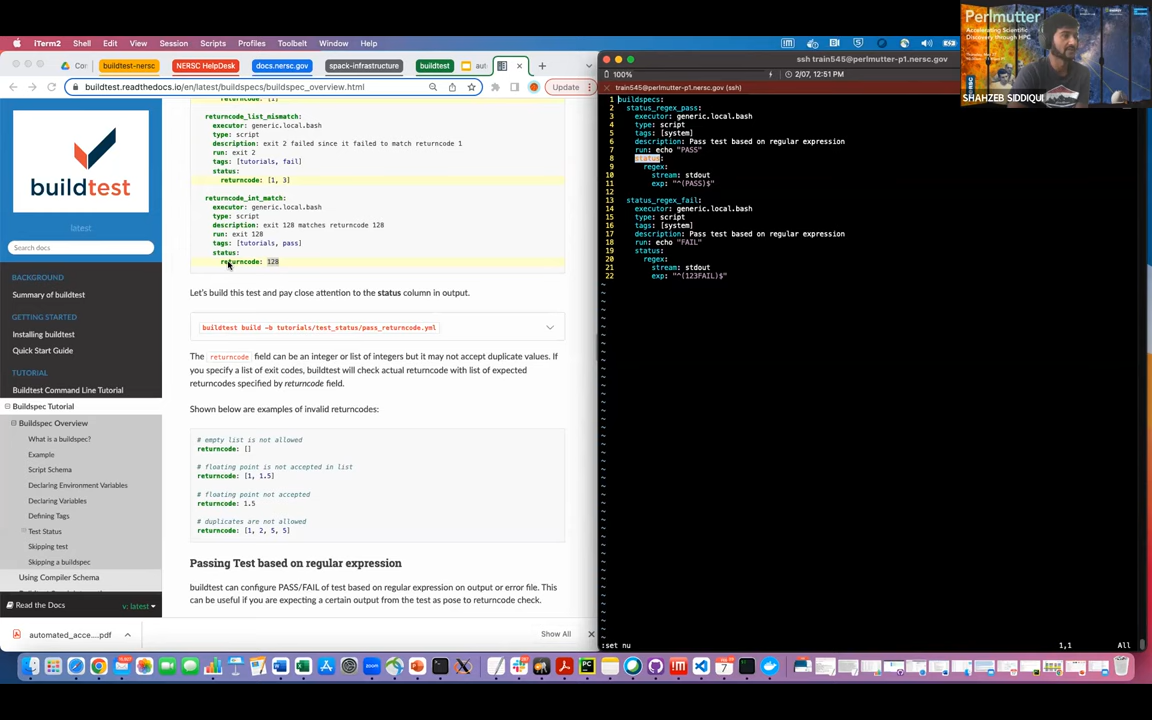 iTerm2 Shell Edit View Session Scripts Profiles Toolbelt Window Help
buildtest-nersc NERSC HelpDesk docs.nersc.gov spack-infrastructure buildtest
buildtest.readthedocs.io/en/latest/buildspecs/buildspec_overview.html
Update
buildtest
latest
Search docs
BACKGROUND
Summary of buildtest
GETTING STARTED
Installing buildtest
Quick Start Guide
TUTORIAL
Buildtest Command Line Tutorial
Buildspec Tutorial
Buildspec Overview
What is a buildspec?
Example
Script Schema
Declaring Environment Variables
Declaring Variables
Defining Tags
Test Status
Skipping test
Skipping a buildspec
Using Compiler Schema
Read the Docs
v: latest
returncode_list_mismatch:
executor: generic.local.bash
type: script
description: exit 2 failed since it failed to match returncode 1
run: exit 2
tags: [tutorials, fail]
status:
returncode: [1, 3]
returncode_int_match:
executor: generic.local.bash
type: script
description: exit 128 matches returncode 128
run: exit 128
tags: [tutorials, pass]
status:
returncode: 128
Let's build this test and pay close attention to the status column in output.
buildtest build -b tutorials/test_status/pass_returncode.yml
The returncode field can be an integer or list of integers but it may not accept duplicate values. If
you specify a list of exit codes, buildtest will check actual returncode with list of expected
returncodes specified by returncode field.
Shown below are examples of invalid returncodes:
# empty list is not allowed
returncode: []
# floating point is not accepted in list
returncode: [1, 1.5]
# floating point not accepted
returncode: 1.5
# duplicates are not allowed
returncode: [1, 2, 5, 5]
Passing Test based on regular expression
buildtest can configure PASS/FAIL of test based on regular expression on output or error file. This
can be useful if you are expecting a certain output from the test as pose to returncode check.
automated_acce....pdf
Show All
ssh train545@perlmutter-p1.nersc.gov
100%
2/07, 12:51 PM
train545@perlmutter-p1.nersc.gov (ssh)
1 buildspecs:
2 status_regex_pass:
3 executor: generic.local.bash
4 type: script
5 tags: [system]
6 description: Pass test based on regular expression
7 run: echo "PASS"
8 status:
9 regex:
10 stream: stdout
11 exp: "^(PASS)$"
12
13 status_regex_fail:
14 executor: generic.local.bash
15 type: script
16 tags: [system]
17 description: Pass test based on regular expression
18 run: echo "FAIL"
19 status:
20 regex:
21 stream: stdout
22 exp: "^(123FAIL)$"
:set nu
1,1
All
Perlmutter
Accelerating Scientific
Discovery through HPC
SHAHZEB SIDDIQUI